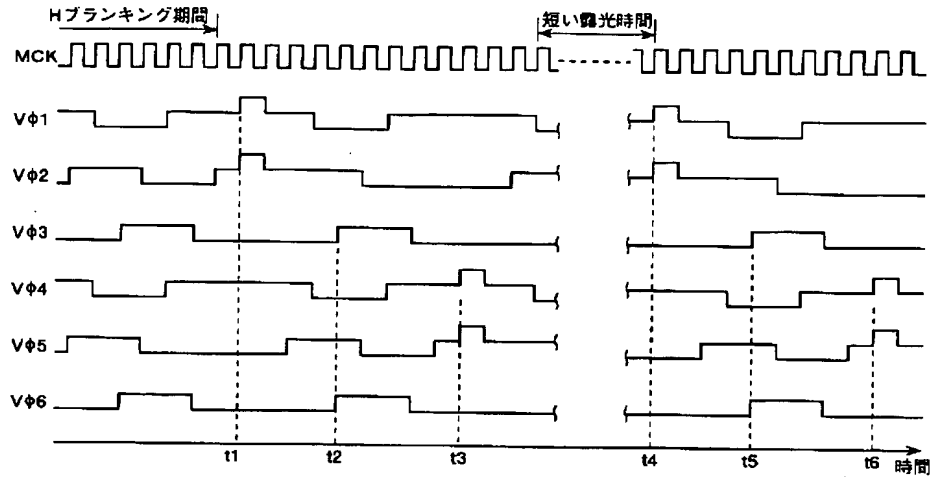 Hブランキング期間
短い露光時間
MCK
Vφ1
Vφ2
Vφ3
Vφ4
Vφ5
Vφ6
t1 t2 t3 t4 t5 t6 時間